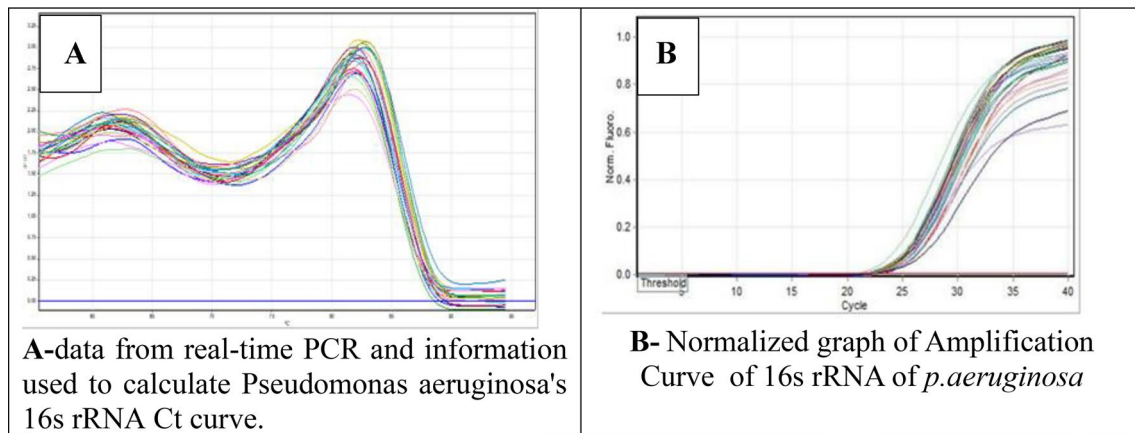 A
B
1.0
0.8
0.6
0.4
0.2
0.0
Norm. Fluoro.
Threshold
5
10
15
20
25
30
35
40
Cycle
°C
A-data from real-time PCR and information
used to calculate Pseudomonas aeruginosa's
16s rRNA Ct curve.
B- Normalized graph of Amplification
Curve of 16s rRNA of p.aeruginosa